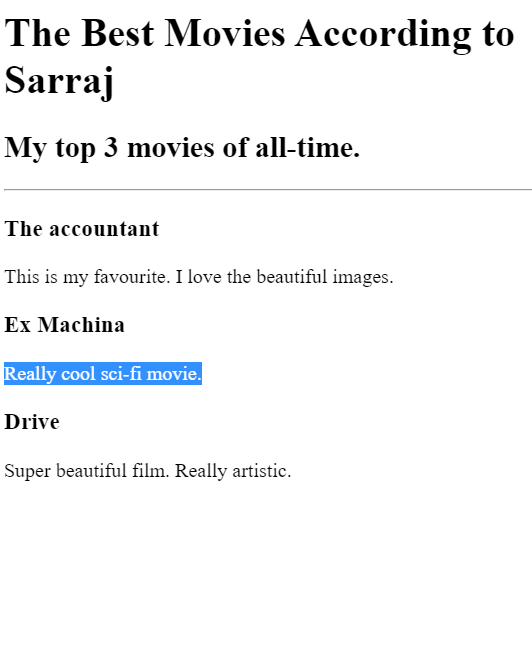 The Best Movies According to
Sarraj
My top 3 movies of all-time.
The accountant
This is my favourite. I love the beautiful images.
Ex Machina
Really cool sci-fi movie.
Drive
Super beautiful film. Really artistic.